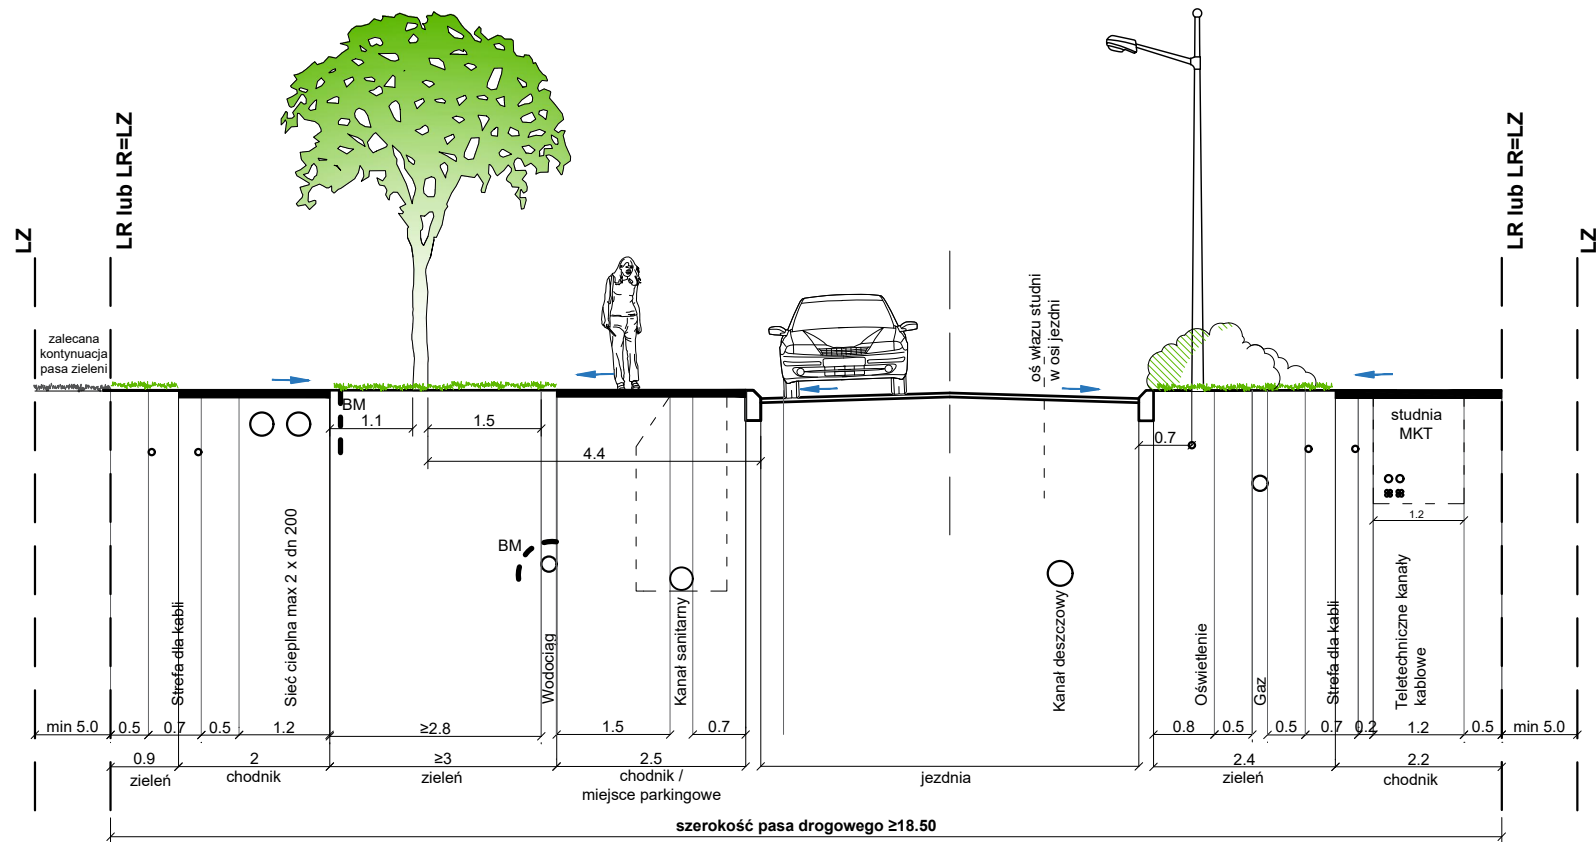 LZ
LR lub LR=LZ
LR lub LR=LZ
LZ
zalecana
kontynuacja
pasa zieleni
oś włazu studni
w osi jezdni
BM
1.1
1.5
4.4
0.7
studnia
MKT
1.2
BM
Strefa dla kabli
Sieć cieplna max 2 x dn 200
Wodociąg
Kanał sanitarny
Kanał deszczowy
Oświetlenie
Gaz
Strefa dla kabli
Teletechniczne kanały
kablowe
min 5.0
0.5
0.7
0.5
1.2
≥2.8
1.5
0.7
0.8
0.5
0.5
0.7
0.2
1.2
0.5
min 5.0
0.9
2
≥3
2.5
2.4
2.2
zieleń
chodnik
zieleń
chodnik /
miejsce parkingowe
jezdnia
zieleń
chodnik
szerokość pasa drogowego ≥18.50